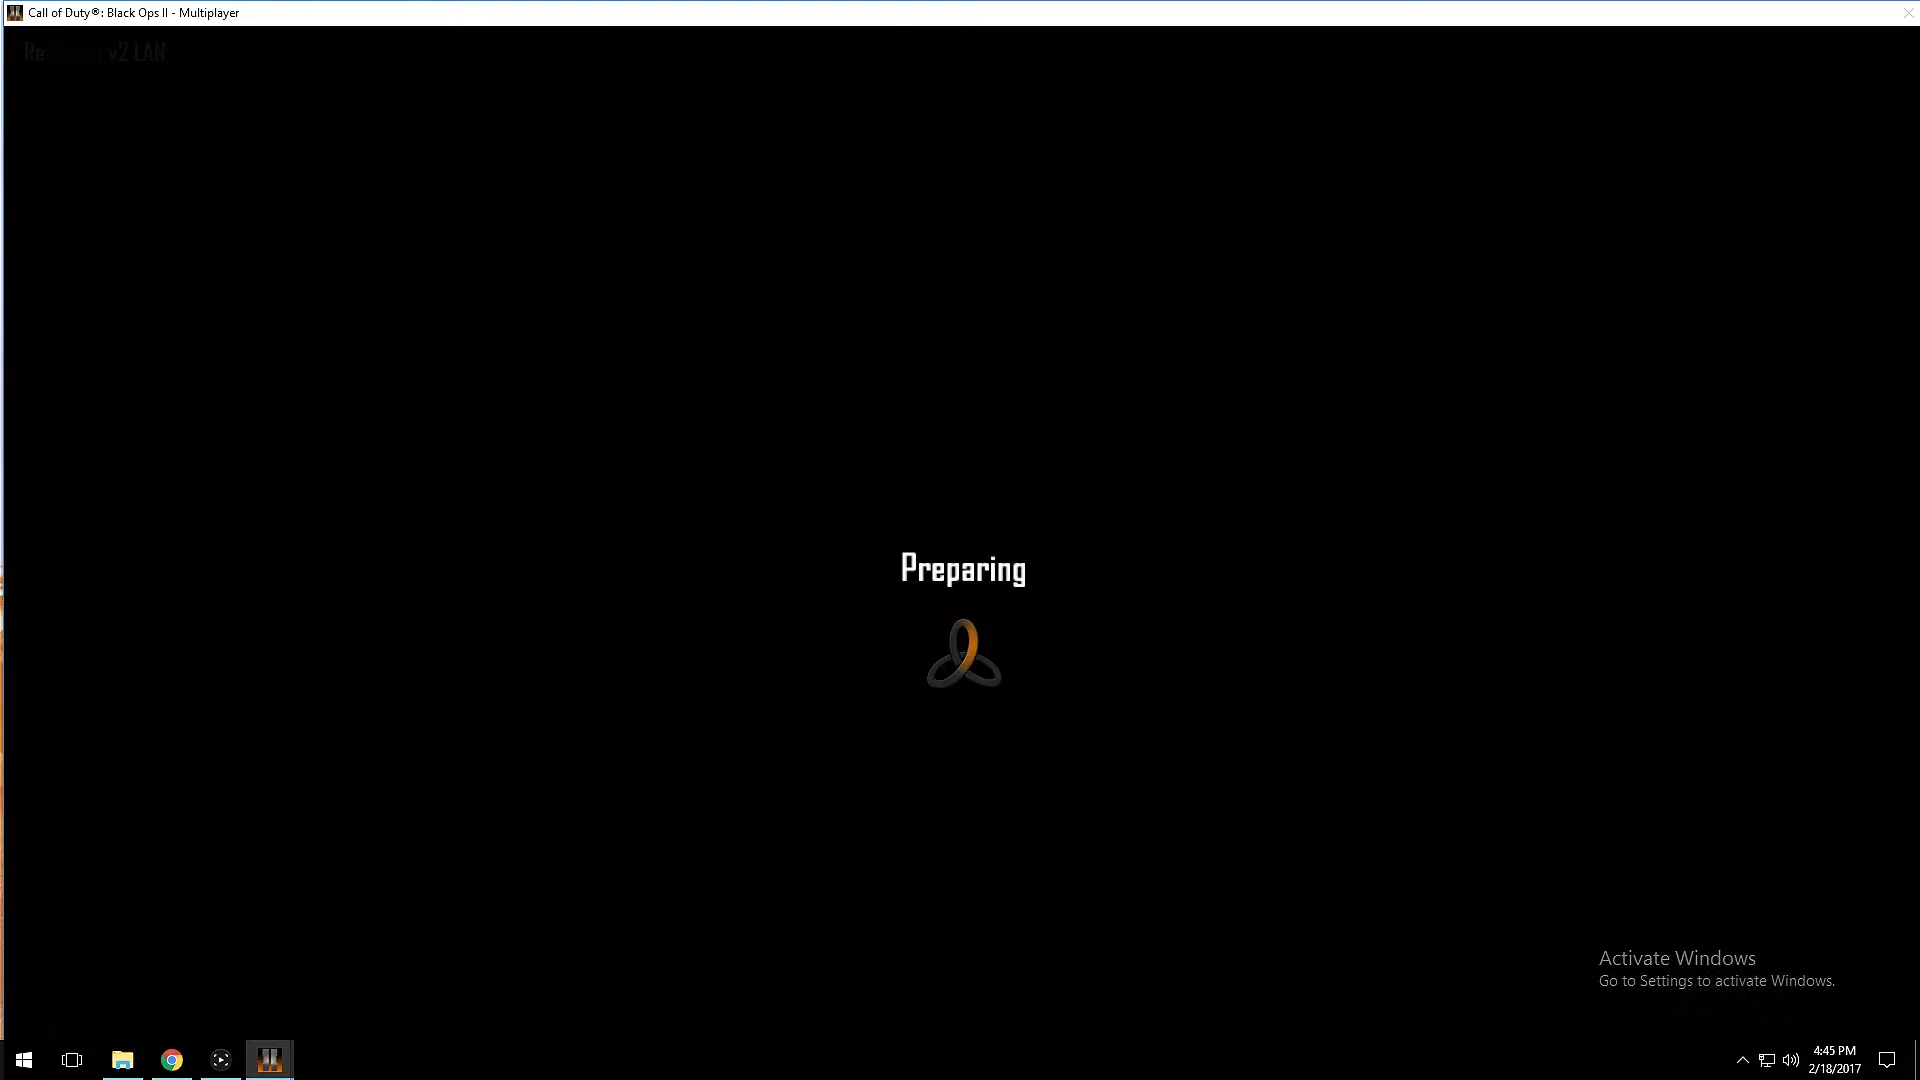 Call of Duty®: Black Ops II - Multiplayer
v2 LAN
Preparing
Activate Windows
Go to Settings to activate Windows.
4:45 PM
2/18/2017